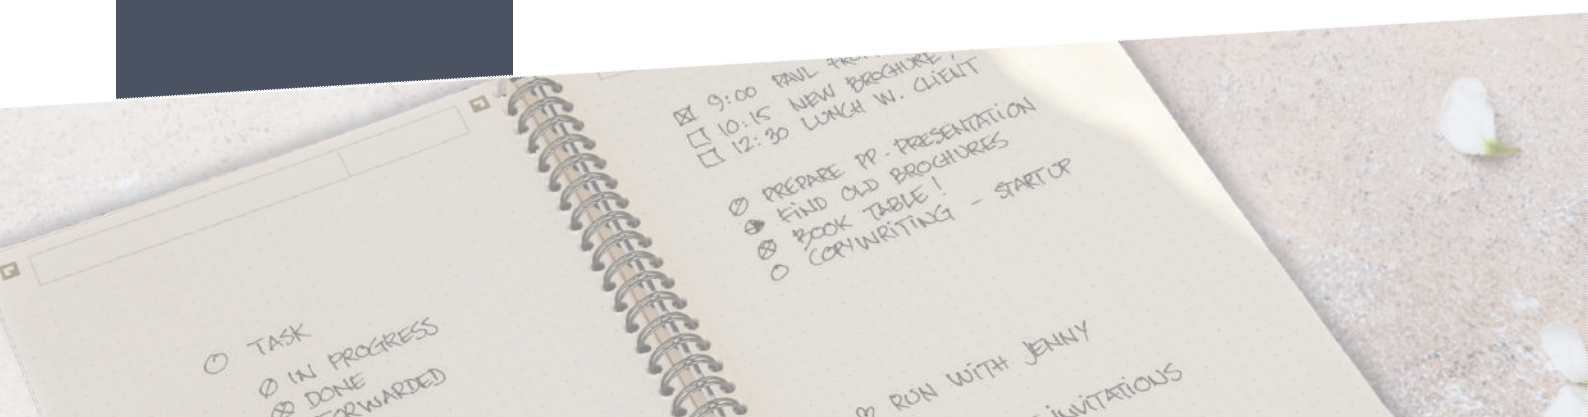 TASK
IN PROGRESS
DONE
FORWARDED
9:00 PAUL
10:15 NEW BROCHURE
12:30 LUNCH W. CLIENT
PREPARE PP. PRESENTATION
FIND OLD BROCHURES
BOOK TABLE!
COPYWRITING - STARTUP
RUN WITH JENNY
INVITATIONS